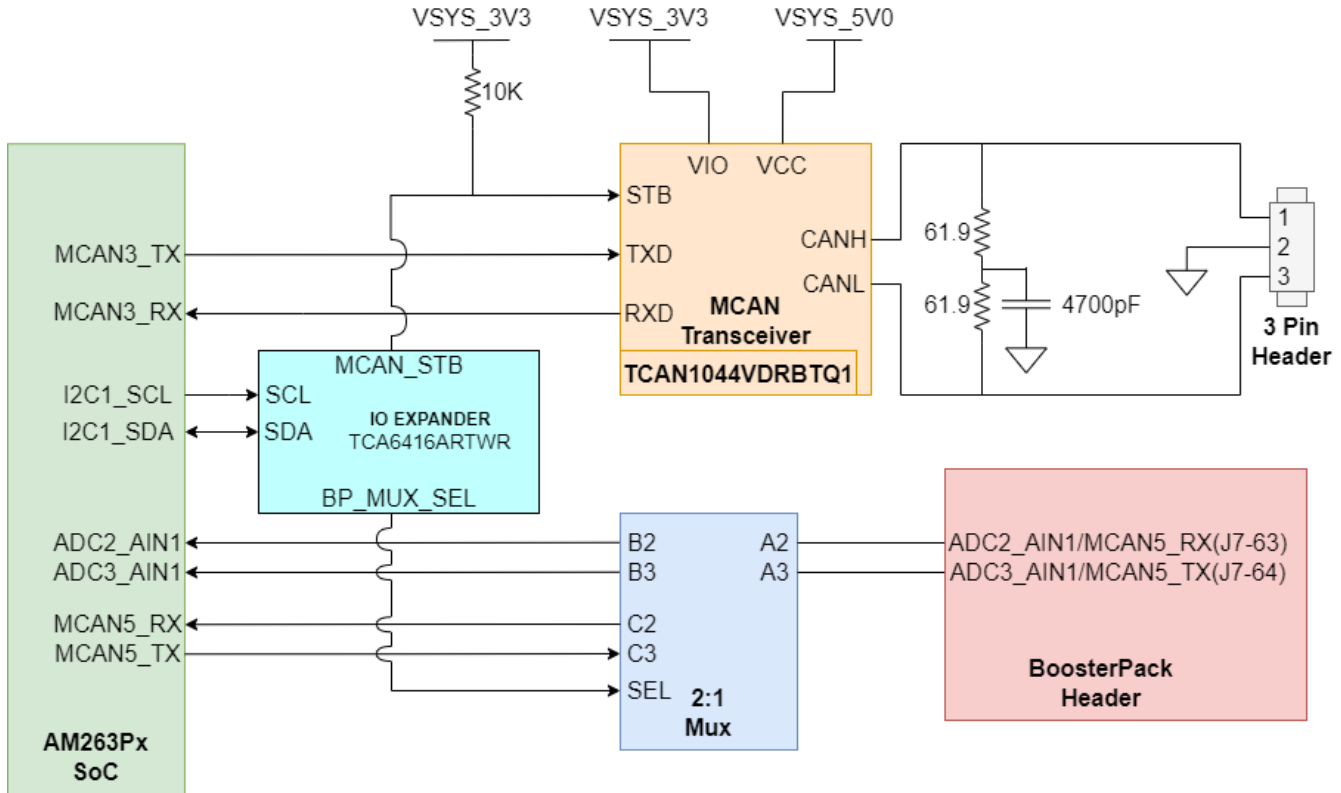 VSYS_3V3
VSYS_3V3
VSYS_5V0
10K
VIO
VCC
STB
MCAN3_TX
TXD
CANH
61.9
1
2
3
MCAN3_RX
RXD
CANL
61.9
4700pF
MCAN
Transceiver
TCAN1044VDRBTQ1
3 Pin
Header
MCAN_STB
I2C1_SCL
SCL
IO EXPANDER
TCA6416ARTWR
I2C1_SDA
SDA
BP_MUX_SEL
ADC2_AIN1
B2
A2
ADC2_AIN1/MCAN5_RX(J7-63)
ADC3_AIN1
B3
A3
ADC3_AIN1/MCAN5_TX(J7-64)
MCAN5_RX
C2
MCAN5_TX
C3
SEL
2:1
Mux
BoosterPack
Header
AM263Px
SoC